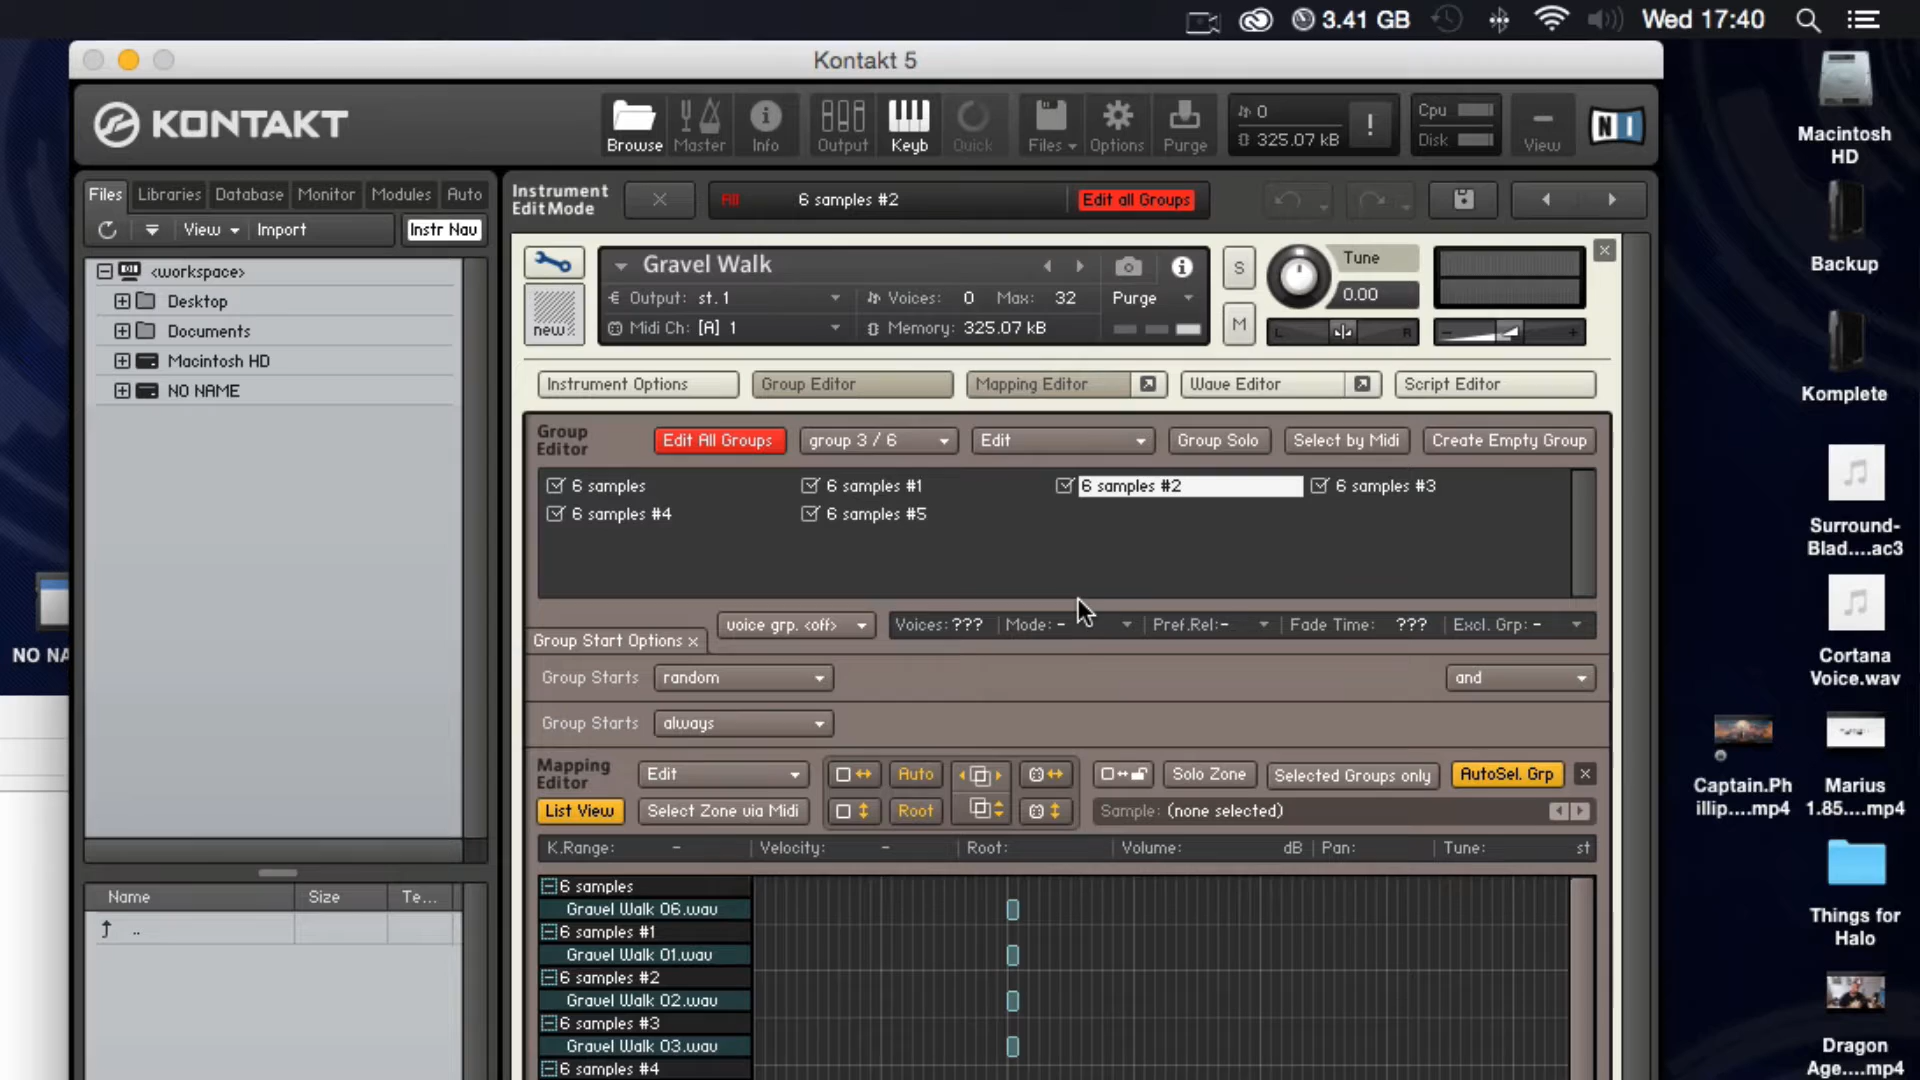 3.41 GB Wed 17:40
Kontakt 5
KONTAKT
Browse Master Info Output Keyb Quick Files Options Purge
0
325.07 kB
!
Cpu
Disk
View
NI
Files Libraries Database Monitor Modules Auto
View Import Instr Nav
<workspace>
Desktop
Documents
Macintosh HD
NO NAME
Name Size Te...
..
Instrument
Edit Mode
All 6 samples #2 Edit all Groups
Gravel Walk
Output: st.1 Voices: 0 Max: 32 Purge
Midi Ch: [A] 1 Memory: 325.07 kB
new
S
M
Tune
0.00
L R
- +
Instrument Options Group Editor Mapping Editor Wave Editor Script Editor
Group
Editor
Edit All Groups group 3 / 6 Edit Group Solo Select by Midi Create Empty Group
6 samples 6 samples #1 6 samples #2 6 samples #3
6 samples #4 6 samples #5
voice grp. <off> Voices: ??? Mode: - Pref.Rel:- Fade Time: ??? Excl. Grp: -
Group Start Options x
Group Starts random and
Group Starts always
Mapping
Editor
Edit Auto Solo Zone Selected Groups only AutoSel. Grp
List View Select Zone via Midi Root Sample: (none selected)
K.Range: - Velocity: - Root: Volume: dB Pan: Tune: st
6 samples
Gravel Walk 06.wav
6 samples #1
Gravel Walk 01.wav
6 samples #2
Gravel Walk 02.wav
6 samples #3
Gravel Walk 03.wav
6 samples #4
NO NA
Macintosh
HD
Backup
Komplete
Surround-
Blad....ac3
Cortana
Voice.wav
Captain.Ph
illip....mp4
Marius
1.85....mp4
Things for
Halo
Dragon
Age....mp4